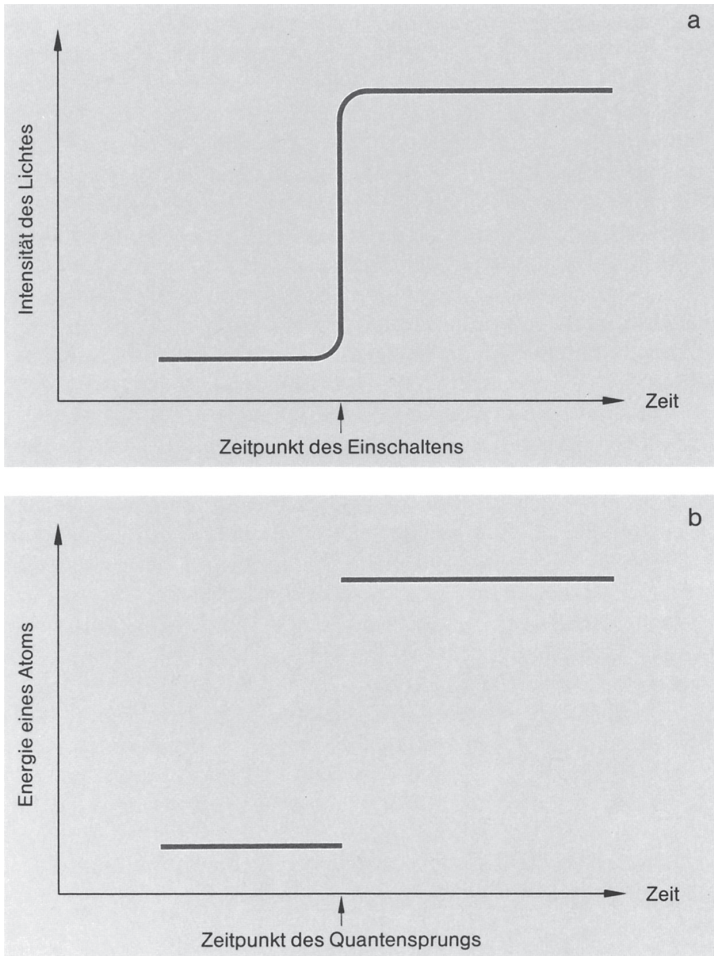 a
Intensität des Lichtes
Zeit
Zeitpunkt des Einschaltens
b
Energie eines Atoms
Zeit
Zeitpunkt des Quantensprungs